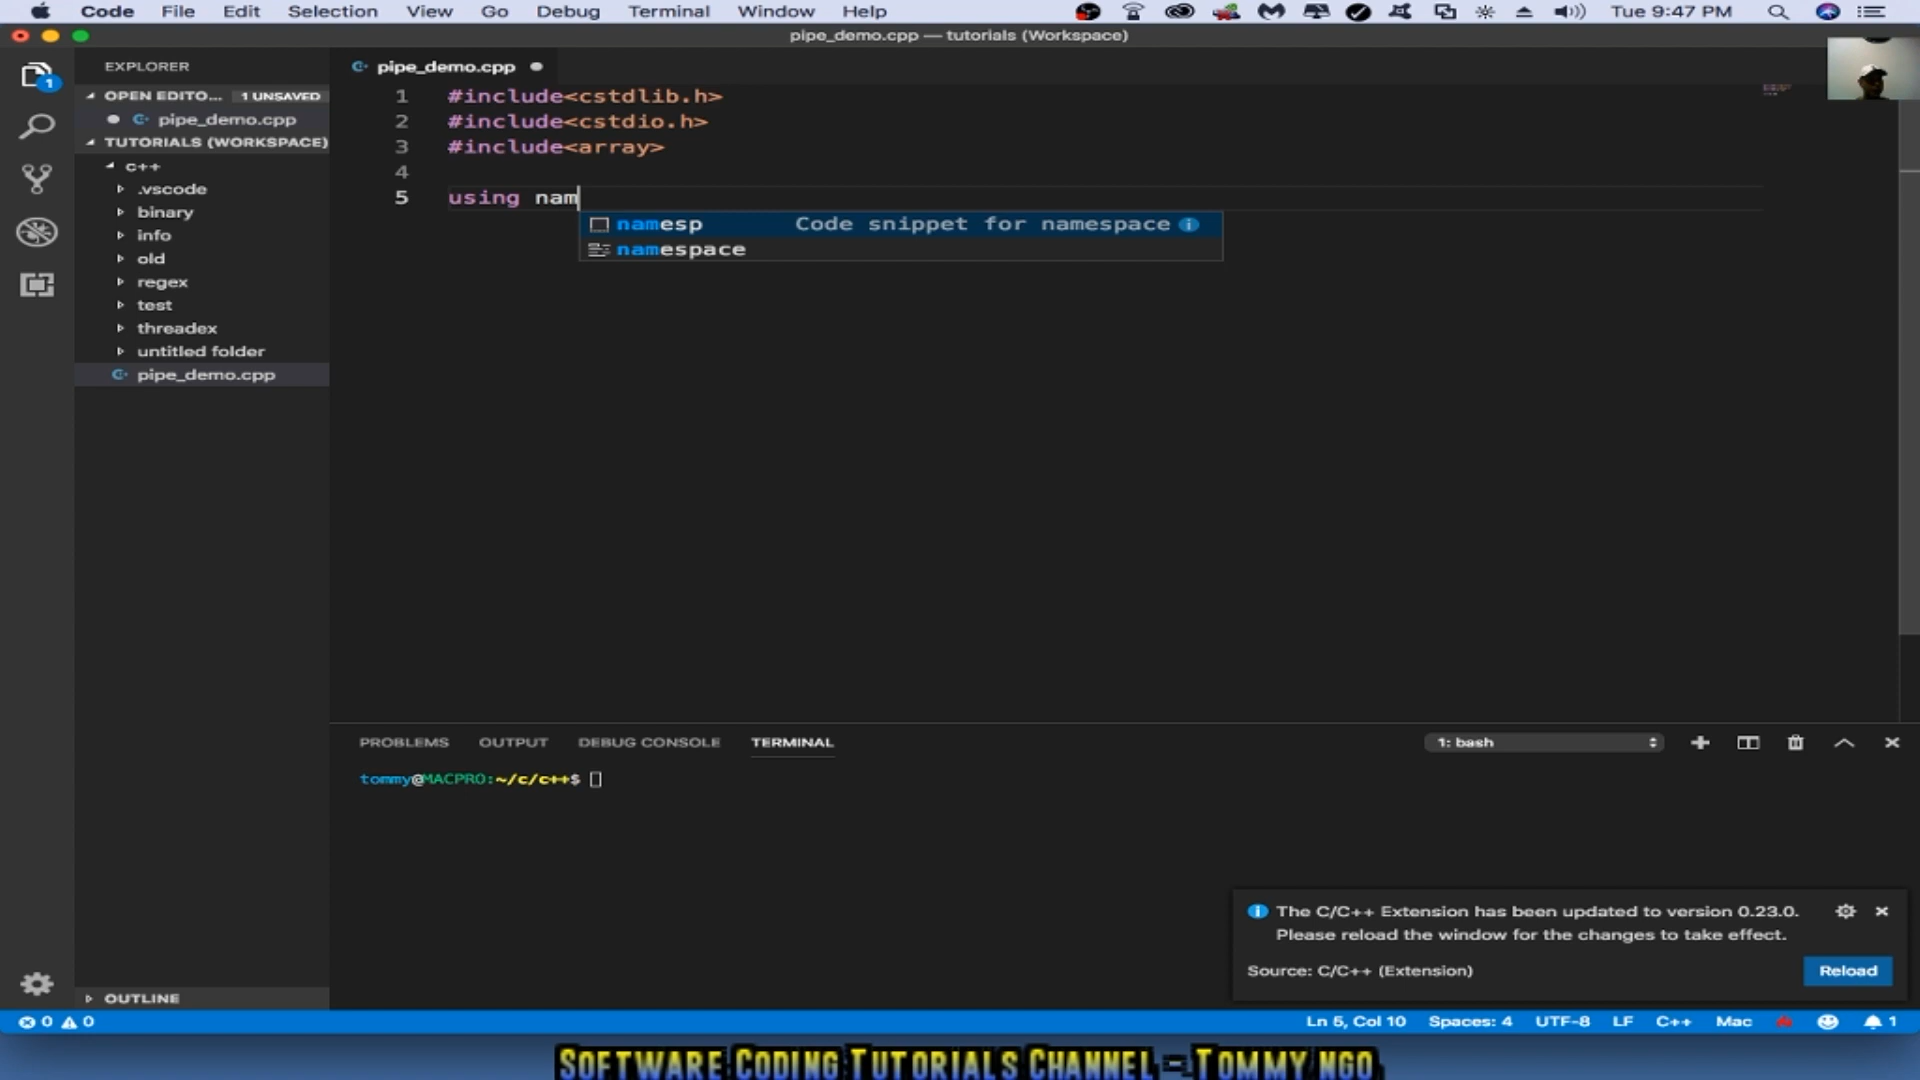 Code File Edit Selection View Go Debug Terminal Window Help Tue 9:47 PM
pipe_demo.cpp — tutorials (Workspace)
EXPLORER
OPEN EDITO... 1 UNSAVED
pipe_demo.cpp
TUTORIALS (WORKSPACE)
c++
.vscode
binary
info
old
regex
test
threadex
untitled folder
pipe_demo.cpp
OUTLINE
pipe_demo.cpp
1 #include<cstdlib.h>
2 #include<cstdio.h>
3 #include<array>
4
5 using nam
namesp Code snippet for namespace
namespace
PROBLEMS OUTPUT DEBUG CONSOLE TERMINAL 1: bash
tommy@MACPRO:~/c/c++$
The C/C++ Extension has been updated to version 0.23.0.
Please reload the window for the changes to take effect.
Source: C/C++ (Extension) Reload
0 0 Ln 5, Col 10 Spaces: 4 UTF-8 LF C++ Mac 1
SOFTWARE CODING TUTORIALS CHANNEL - TOMMY NGO